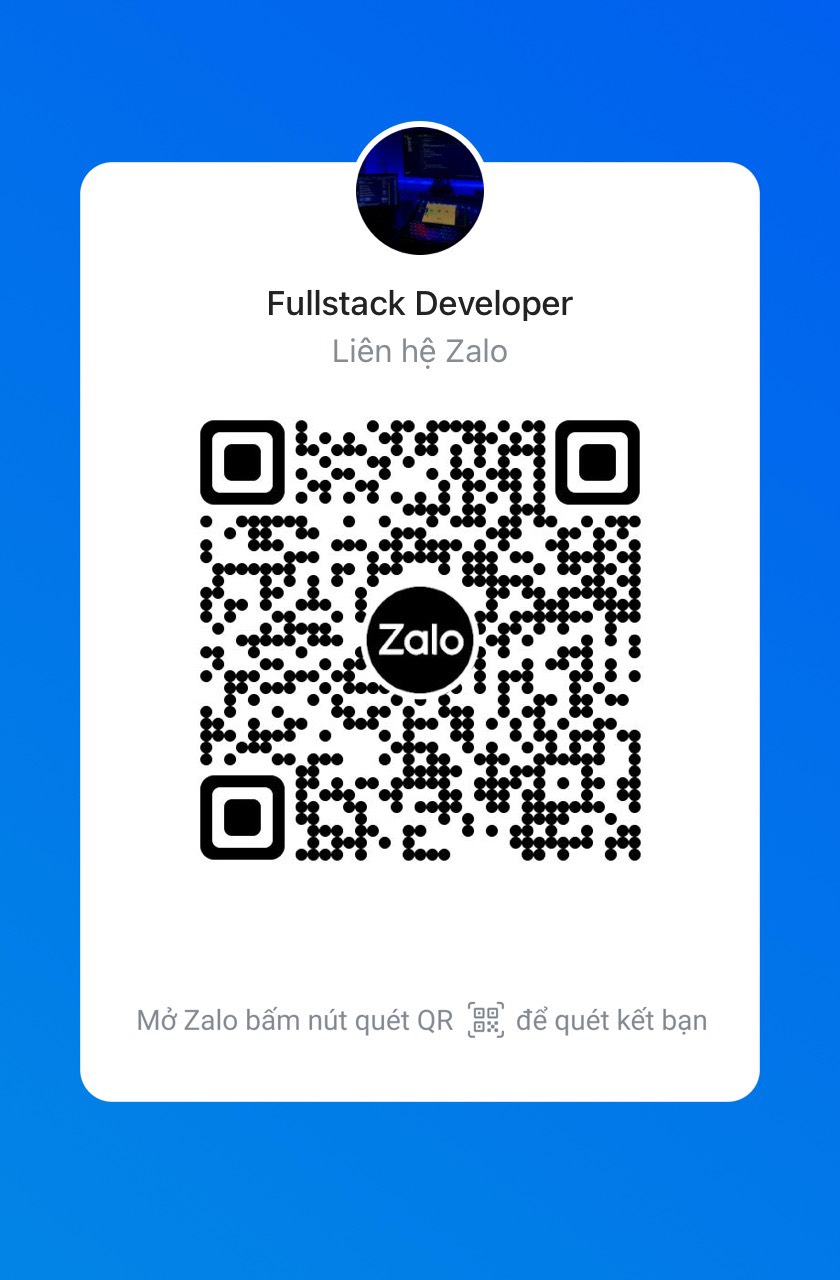 Fullstack Developer
Liên hệ Zalo
Zalo
Mở Zalo bấm nút quét QR để quét kết bạn